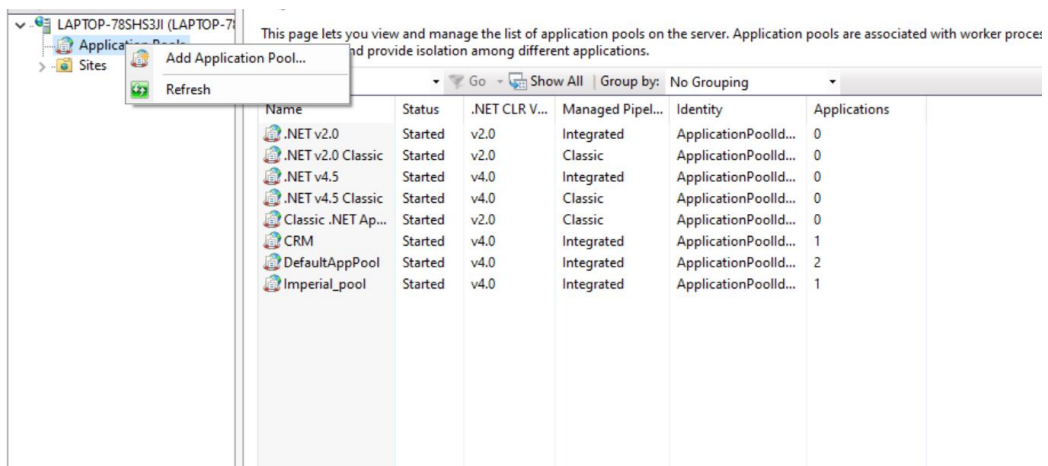 LAPTOP-78SHS3JI (LAPTOP-78
Application Pools
Sites
Add Application Pool...
Refresh
This page lets you view and manage the list of application pools on the server. Application pools are associated with worker proces
nd provide isolation among different applications.
Go Show All Group by: No Grouping
Name Status .NET CLR V... Managed Pipel... Identity Applications
.NET v2.0 Started v2.0 Integrated ApplicationPoolId... 0
.NET v2.0 Classic Started v2.0 Classic ApplicationPoolId... 0
.NET v4.5 Started v4.0 Integrated ApplicationPoolId... 0
.NET v4.5 Classic Started v4.0 Classic ApplicationPoolId... 0
Classic .NET Ap... Started v2.0 Classic ApplicationPoolId... 0
CRM Started v4.0 Integrated ApplicationPoolId... 1
DefaultAppPool Started v4.0 Integrated ApplicationPoolId... 2
Imperial_pool Started v4.0 Integrated ApplicationPoolId... 1